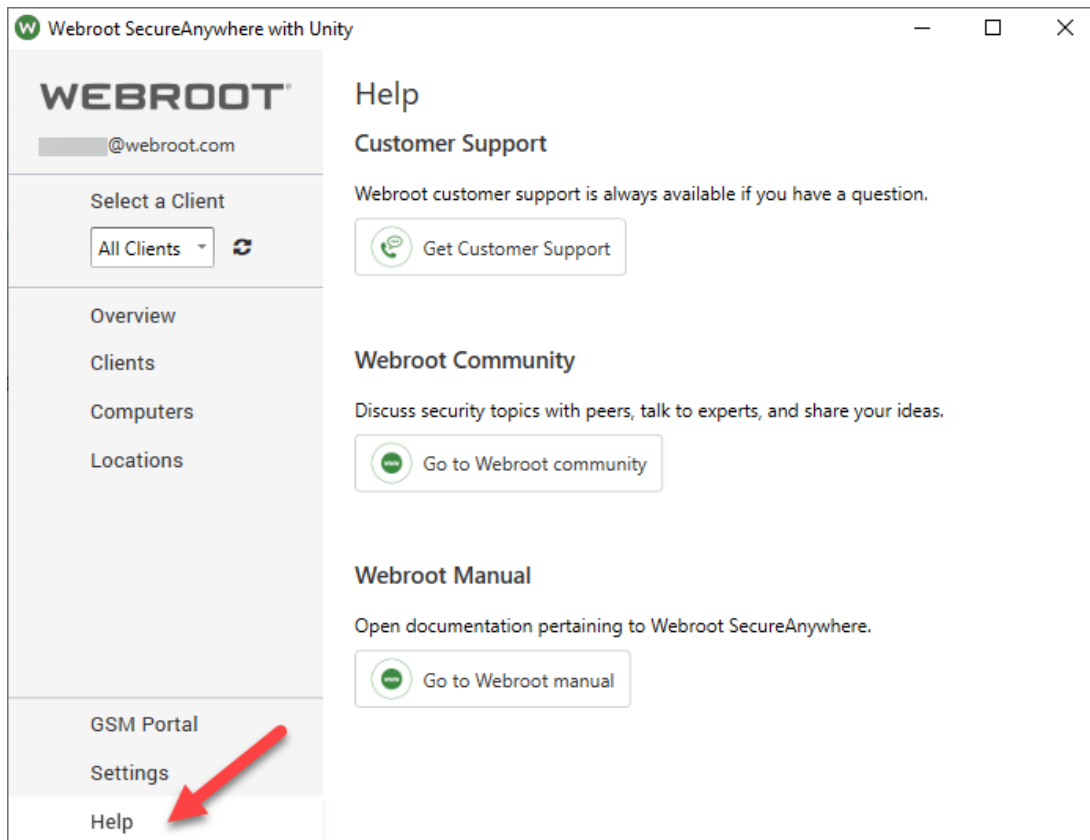 Webroot SecureAnywhere with Unity
WEBROOT®
@webroot.com
Select a Client
All Clients
Overview
Clients
Computers
Locations
GSM Portal
Settings
Help
Help
Customer Support
Webroot customer support is always available if you have a question.
Get Customer Support
Webroot Community
Discuss security topics with peers, talk to experts, and share your ideas.
Go to Webroot community
Webroot Manual
Open documentation pertaining to Webroot SecureAnywhere.
Go to Webroot manual